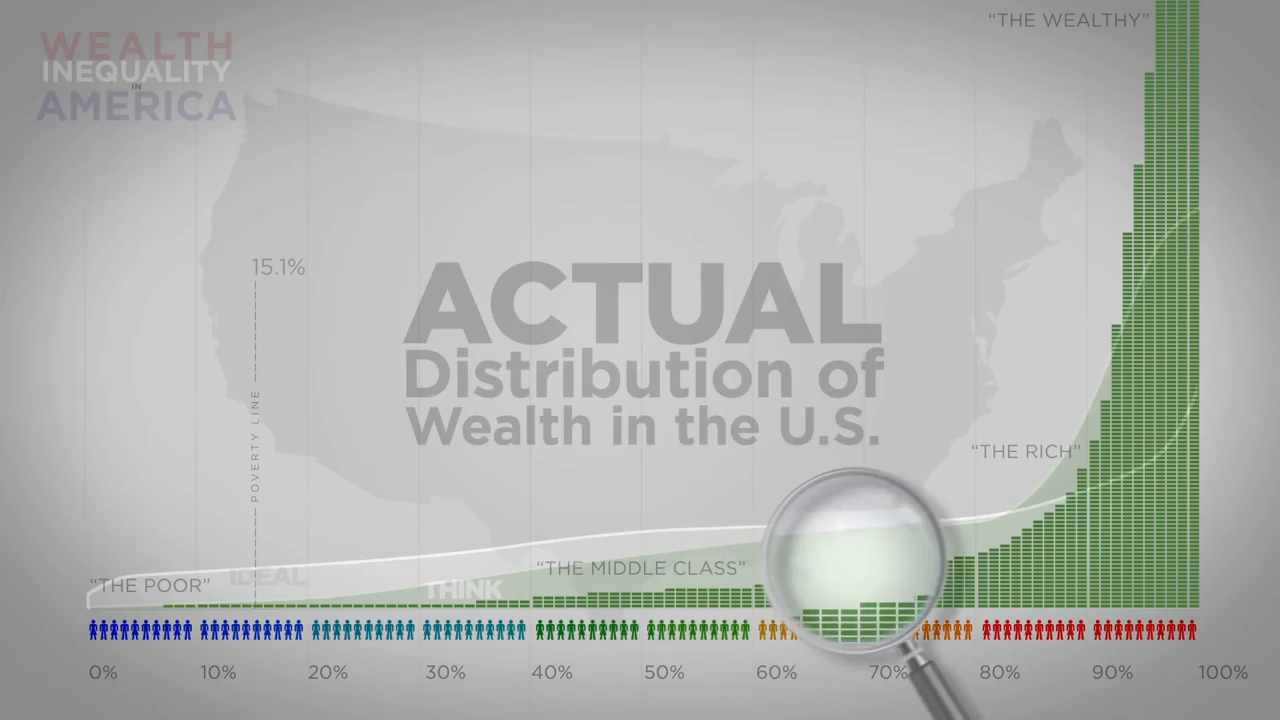 “THE WEALTHY”
WEALTH
INEQUALITY
IN
AMERICA
15.1%
ACTUAL
Distribution of
Wealth in the U.S.
POVERTY LINE
“THE RICH”
“THE POOR”
IDEAL
THINK
“THE MIDDLE CLASS”
0% 10% 20% 30% 40% 50% 60% 70% 80% 90% 100%